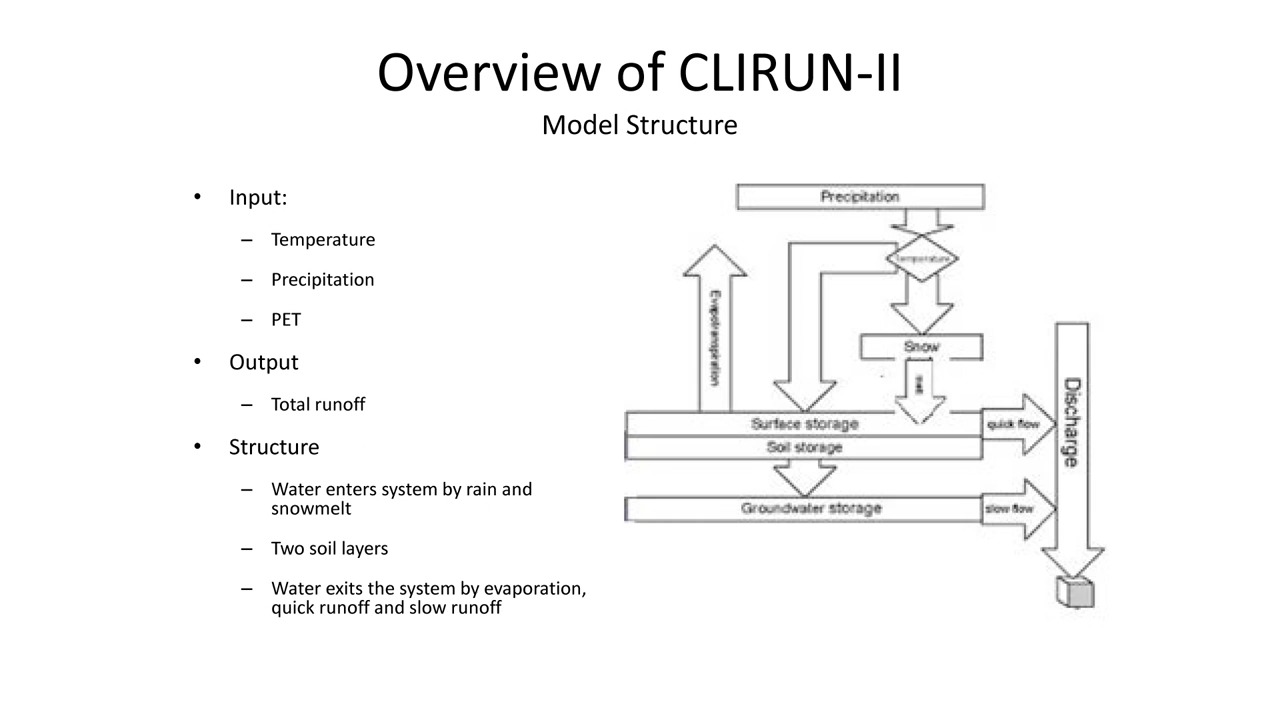 Overview of CLIRUN-II
Model Structure
• Input:
– Temperature
– Precipitation
– PET
• Output
– Total runoff
• Structure
– Water enters system by rain and
snowmelt
– Two soil layers
– Water exits the system by evaporation,
quick runoff and slow runoff
Precipitation
Temperature
Evapotranspiration
Snow
melt
Surface storage
quick flow
Soil storage
Groundwater storage
slow flow
Discharge